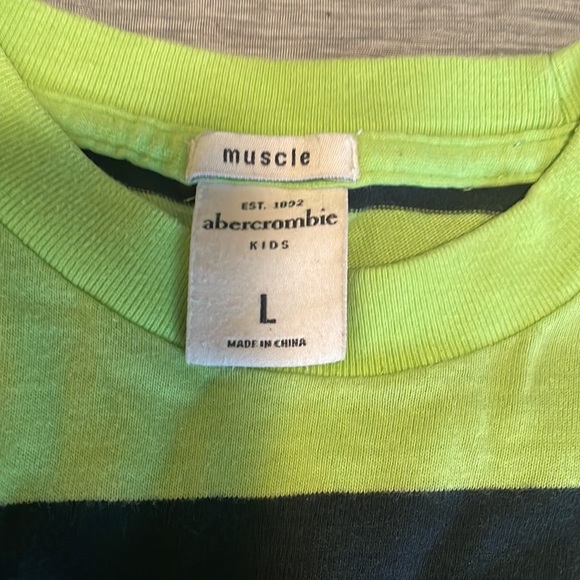 muscle
EST. 1892
abercrombie
KIDS
L
MADE IN CHINA